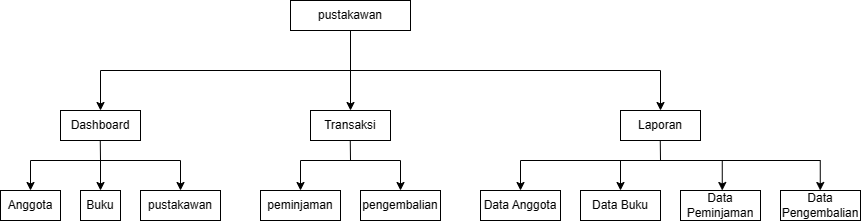 pustakawan
Dashboard
Transaksi
Laporan
Anggota
Buku
pustakawan
peminjaman
pengembalian
Data Anggota
Data Buku
Data
Peminjaman
Data
Pengembalian